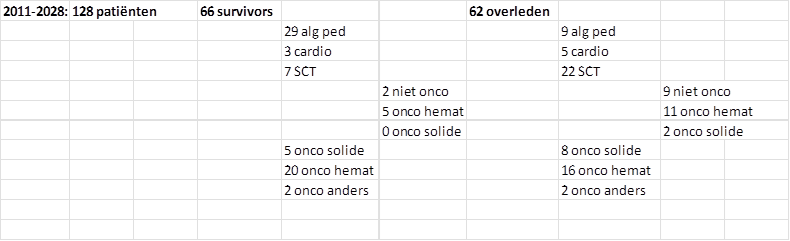 2011-2028: 128 patiënten 66 survivors 62 overleden
29 alg ped 9 alg ped
3 cardio 5 cardio
7 SCT 22 SCT
2 niet onco 9 niet onco
5 onco hemat 11 onco hemat
0 onco solide 2 onco solide
5 onco solide 8 onco solide
20 onco hemat 16 onco hemat
2 onco anders 2 onco anders